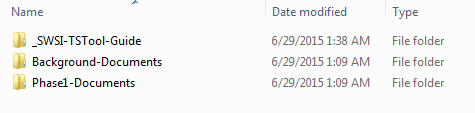 Name Date modified Type
_SWSI-TSTool-Guide 6/29/2015 1:38 AM File folder
Background-Documents 6/29/2015 1:09 AM File folder
Phase1-Documents 6/29/2015 1:09 AM File folder